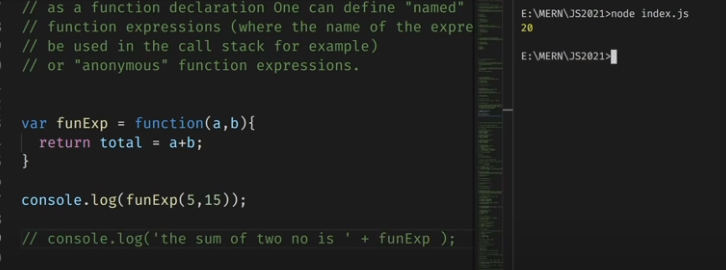 // as a function declaration One can define "named"
// function expressions (where the name of the expre
// be used in the call stack for example)
// or "anonymous" function expressions.
var funExp = function(a,b){
return total = a+b;
}
console.log(funExp(5,15));
// console.log('the sum of two no is ' + funExp );
E:\MERN\JS2021>node index.js
20
E:\MERN\JS2021>